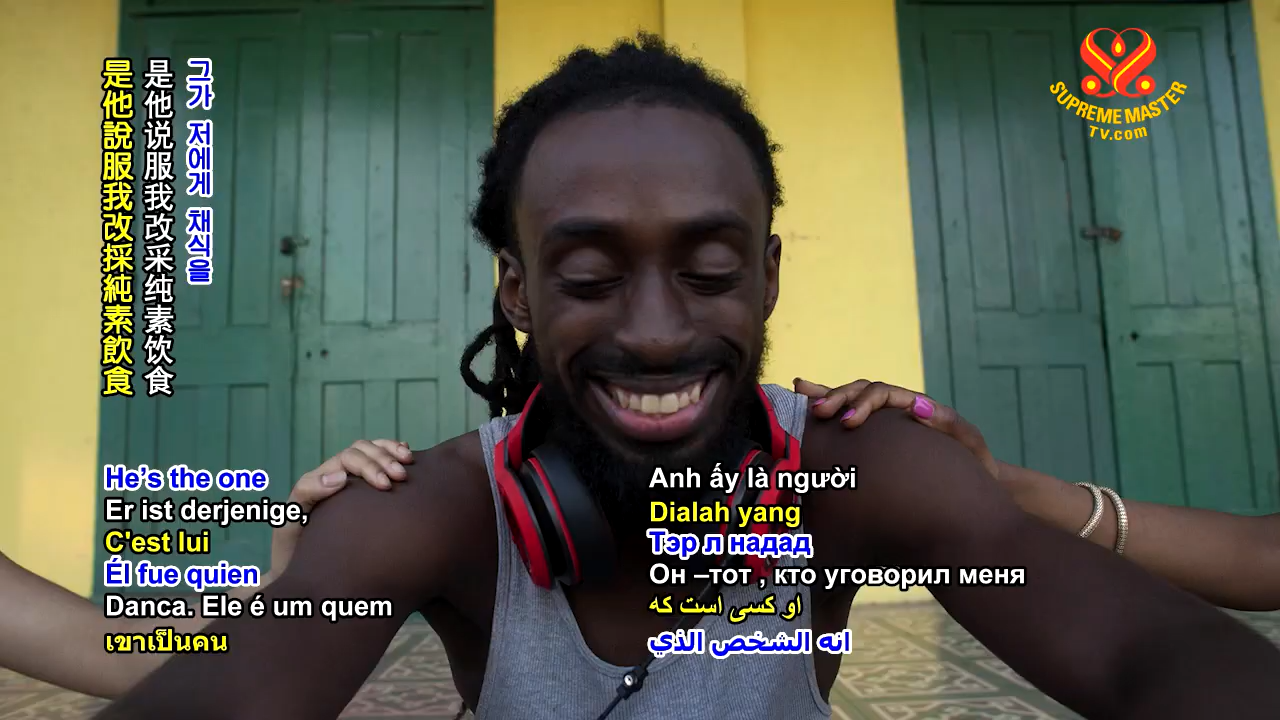 是他說服我改採純素飲食
是他说服我改采纯素饮食
그가 저에게 채식을
SUPREME MASTER
TV.com
He’s the one
Er ist derjenige,
C'est lui
Él fue quien
Danca. Ele é um quem
เขาเป็นคน
Anh ấy là người
Dialah yang
Тэр л надад
Он –тот , кто уговорил меня
او کسی است که
انه الشخص الذي